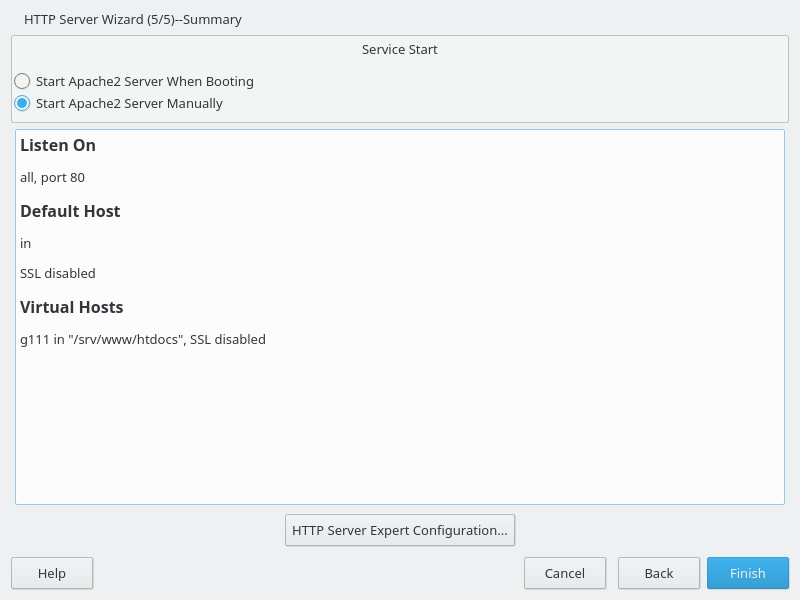 HTTP Server Wizard (5/5)--Summary
Service Start
Start Apache2 Server When Booting
Start Apache2 Server Manually
Listen On
all, port 80
Default Host
in
SSL disabled
Virtual Hosts
g111 in "/srv/www/htdocs", SSL disabled
HTTP Server Expert Configuration...
Help
Cancel
Back
Finish